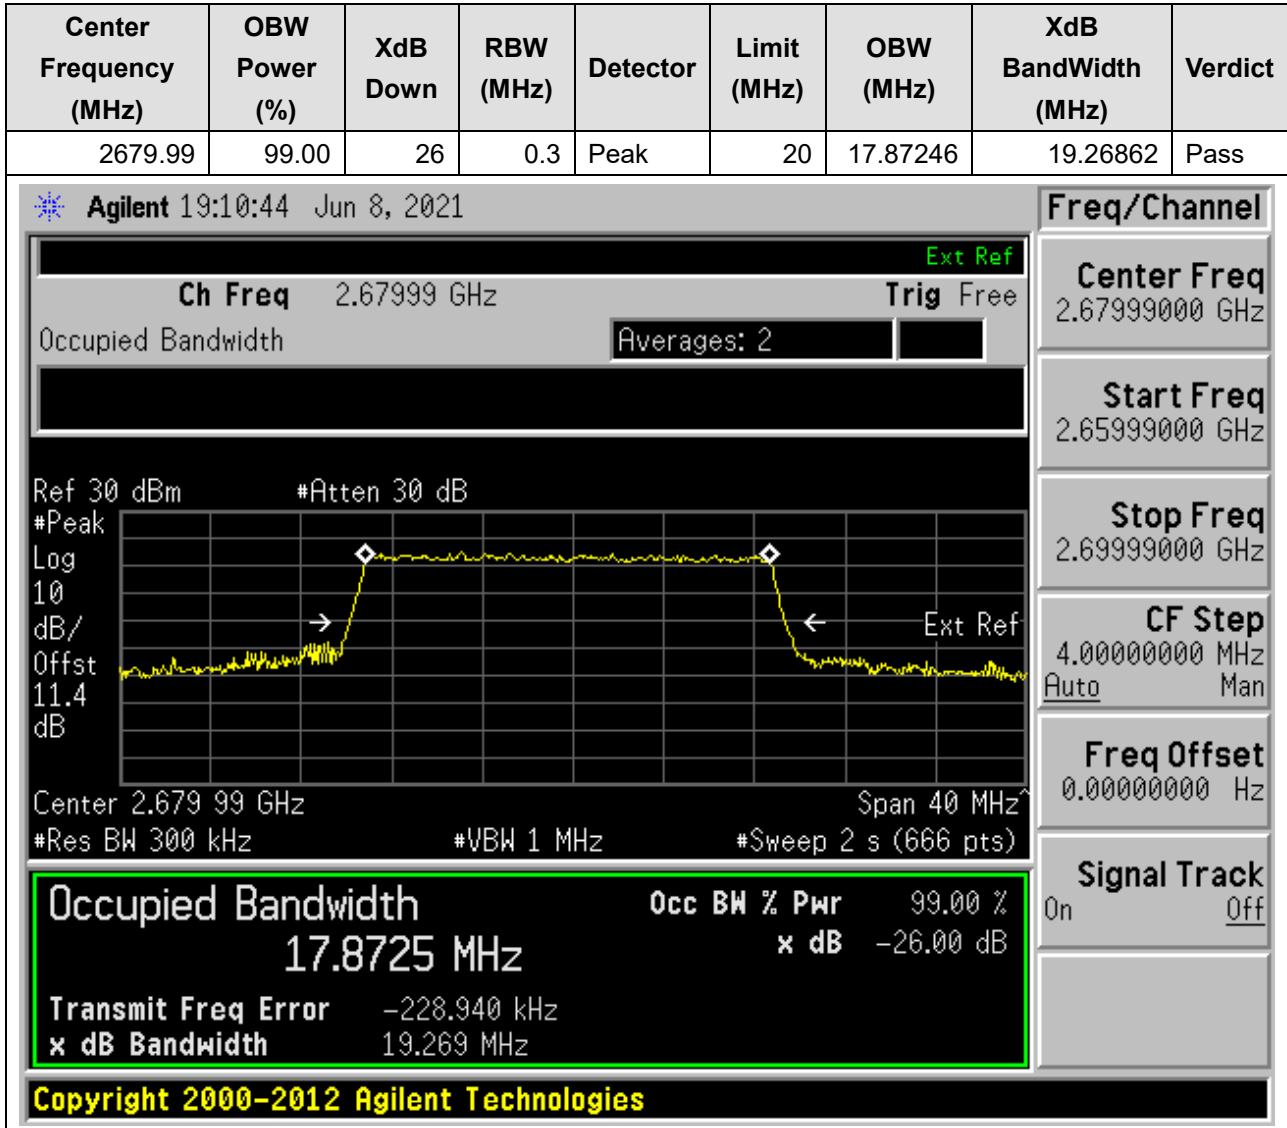 Center Frequency (MHz) OBW Power (%) XdB Down RBW (MHz) Detector Limit (MHz) OBW (MHz) XdB BandWidth (MHz) Verdict
2679.99 99.00 26 0.3 Peak 20 17.87246 19.26862 Pass
Agilent 19:10:44 Jun 8, 2021
Freq/Channel
Ext Ref
Ch Freq 2.67999 GHz Trig Free
Occupied Bandwidth Averages: 2
Ref 30 dBm #Atten 30 dB
#Peak
Log
10
dB/
Offst
11.4
dB
Ext Ref
Center 2.679 99 GHz Span 40 MHz^
#Res BW 300 kHz #VBW 1 MHz #Sweep 2 s (666 pts)
Occupied Bandwidth Occ BW % Pwr 99.00 %
17.8725 MHz x dB -26.00 dB
Transmit Freq Error -228.940 kHz
x dB Bandwidth 19.269 MHz
Center Freq
2.67999000 GHz
Start Freq
2.65999000 GHz
Stop Freq
2.69999000 GHz
CF Step
4.00000000 MHz
Auto Man
Freq Offset
0.00000000 Hz
Signal Track
On Off
Copyright 2000-2012 Agilent Technologies